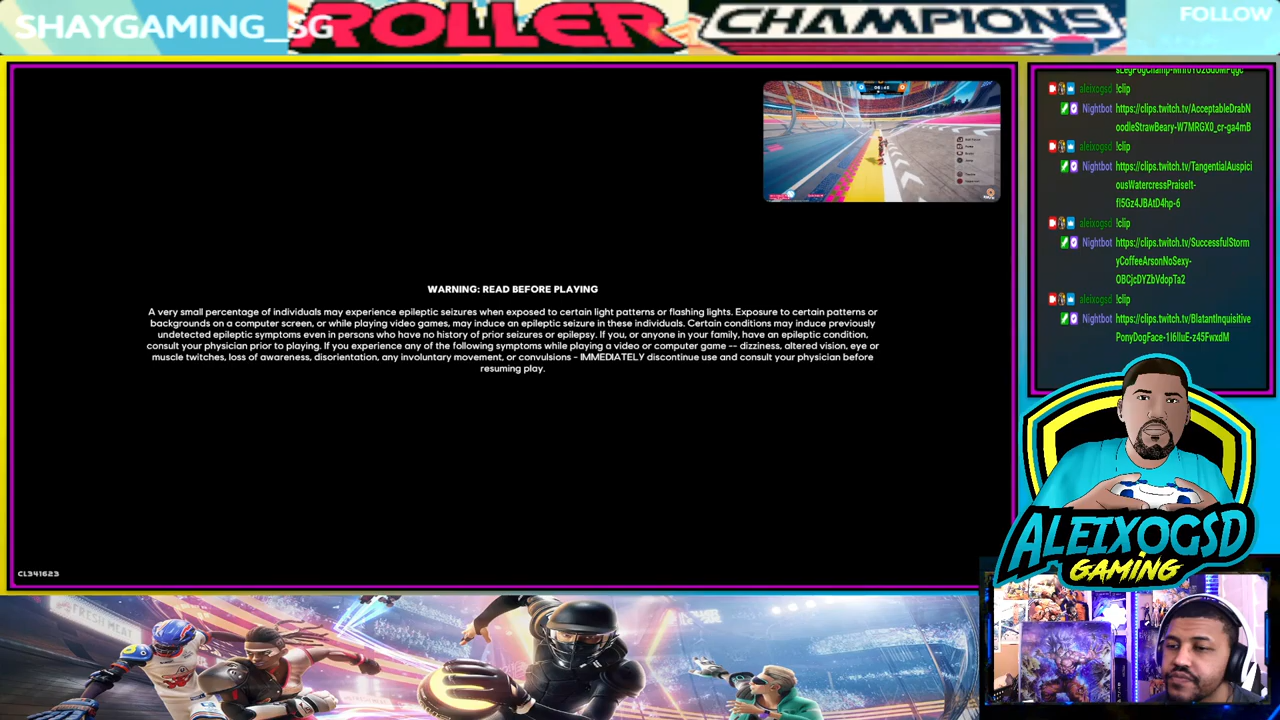 SHAYGAMING_SG
ROLLER
CHAMPIONS
FOLLOW
aleixogsd !clip
Nightbot https://clips.twitch.tv/AcceptableDrabN
oodleStrawBeary-W7MRGX0_cr-ga4mB
aleixogsd !clip
Nightbot https://clips.twitch.tv/TangentialAuspici
ousWatercressPraiseIt-
fI5Gz4JBAtD4hp-6
aleixogsd !clip
Nightbot https://clips.twitch.tv/SuccessfulStorm
yCoffeeArsonNoSexy-
OBCjcDYZbVdopTa2
aleixogsd !clip
Nightbot https://clips.twitch.tv/BlatantInquisitive
PonyDogFace-1I6IIuE-z45FwxdM
WARNING: READ BEFORE PLAYING
A very small percentage of individuals may experience epileptic seizures when exposed to certain light patterns or flashing lights. Exposure to certain patterns or
backgrounds on a computer screen, or while playing video games, may induce an epileptic seizure in these individuals. Certain conditions may induce previously
undetected epileptic symptoms even in persons who have no history of prior seizures or epilepsy. If you, or anyone in your family, have an epileptic condition,
consult your physician prior to playing. If you experience any of the following symptoms while playing a video or computer game -- dizziness, altered vision, eye or
muscle twitches, loss of awareness, disorientation, any involuntary movement, or convulsions - IMMEDIATELY discontinue use and consult your physician before
resuming play.
CL341623
ALEIXOGSD
GAMING
FRESH MEAT